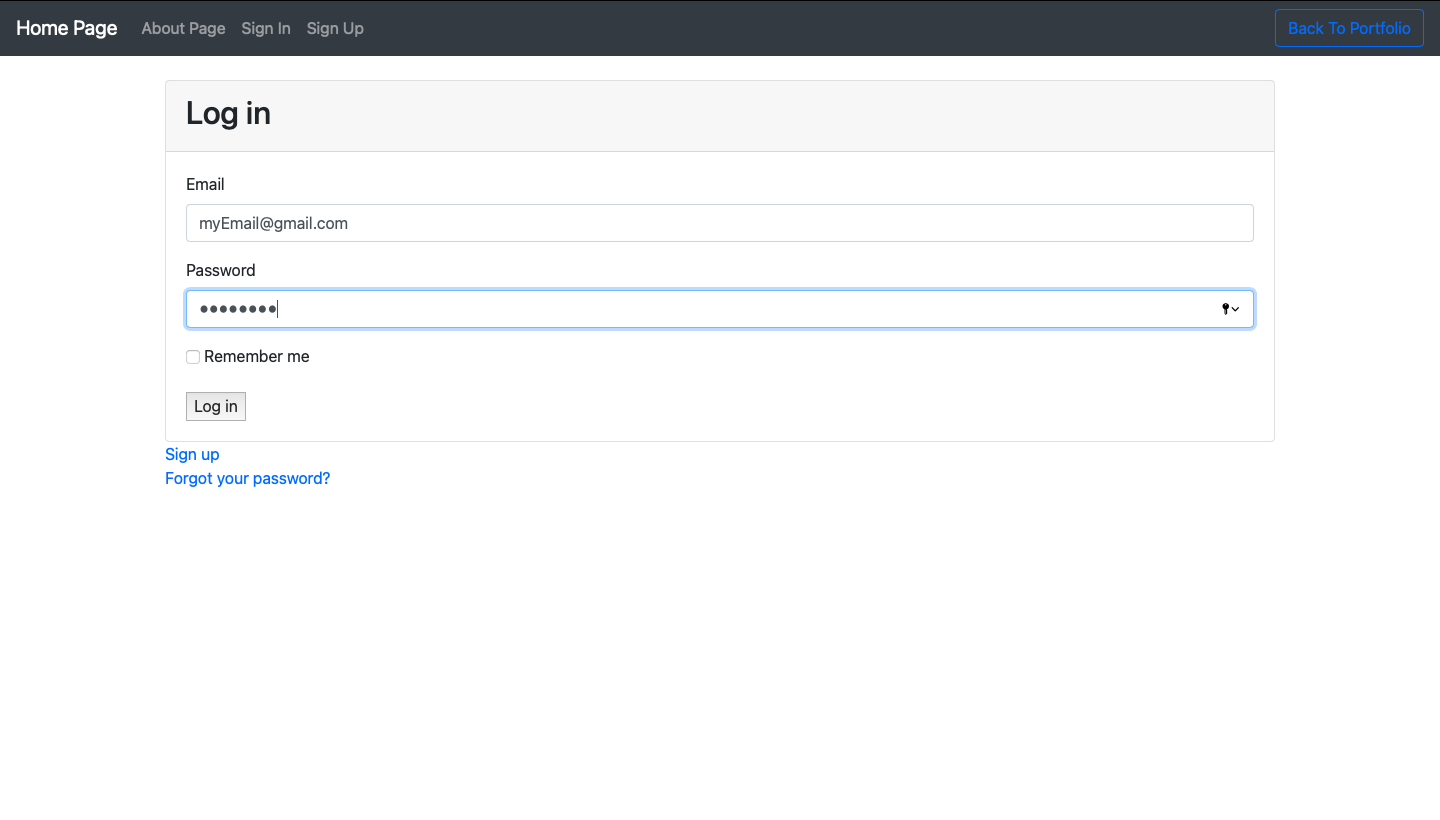 Home Page About Page Sign In Sign Up Back To Portfolio
Log in
Email
myEmail@gmail.com
Password
••••••••
Remember me
Log in
Sign up
Forgot your password?